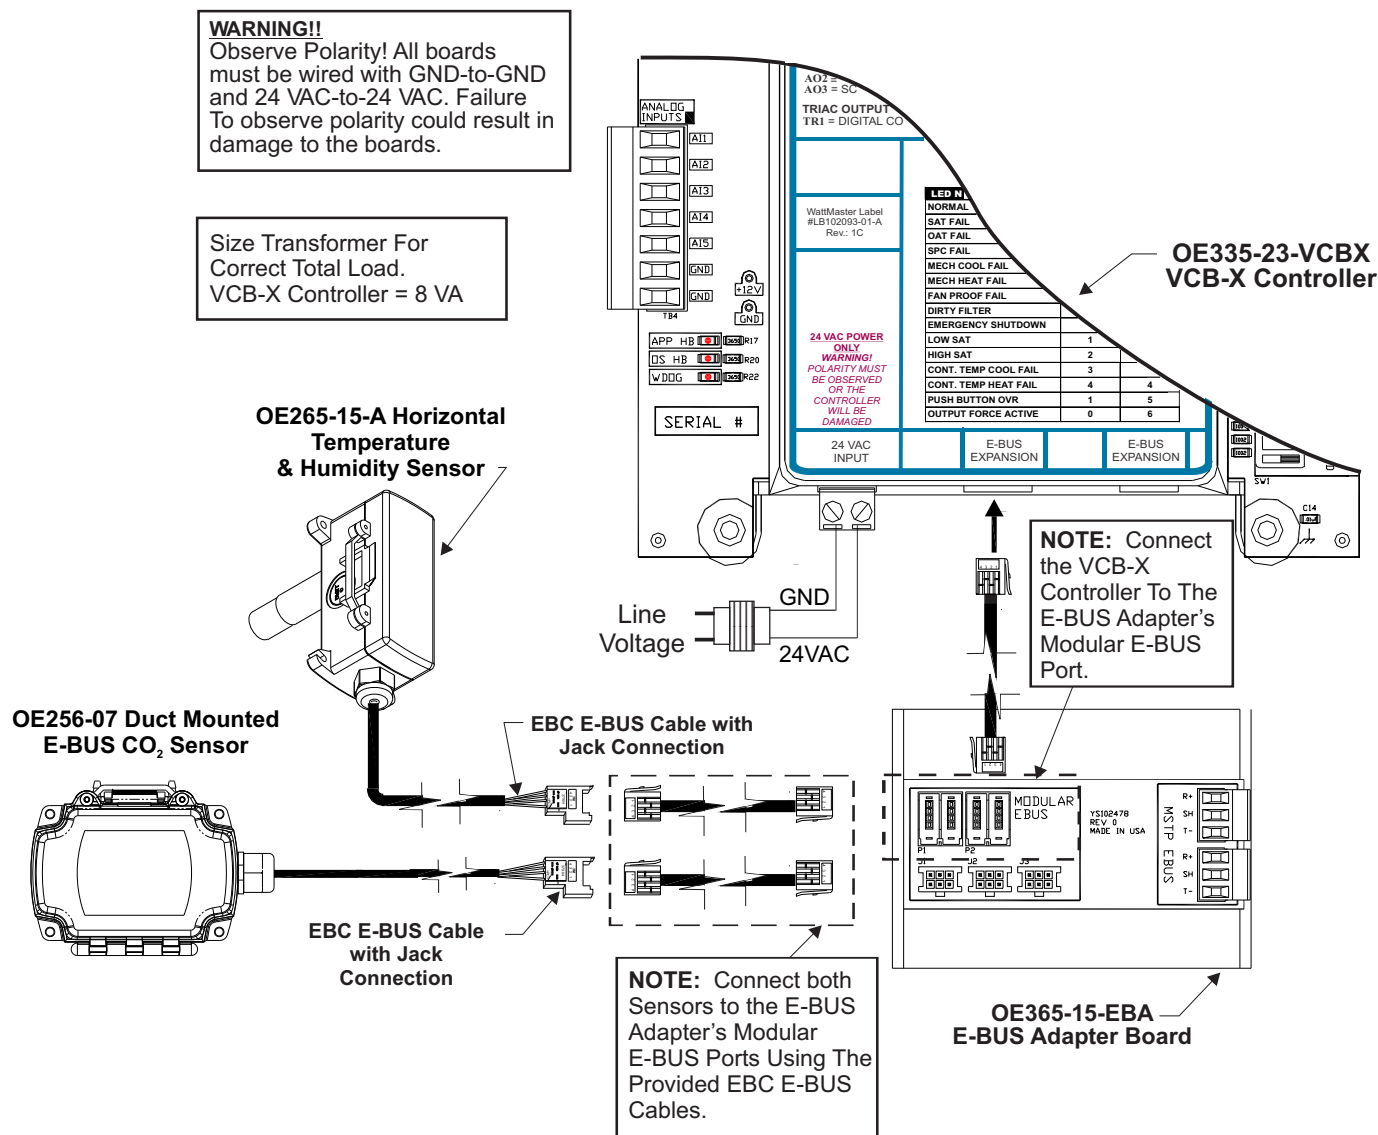 WARNING!!
Observe Polarity! All boards
must be wired with GND-to-GND
and 24 VAC-to-24 VAC. Failure
To observe polarity could result in
damage to the boards.
Size Transformer For
Correct Total Load.
VCB-X Controller = 8 VA
ANALOG
INPUTS
AI1
AI2
AI3
AI4
AI5
GND
GND
TB4
+12V
GND
APP HB
R17
OS HB
R20
WDOG
R22
SERIAL #
AO2 =
AO3 = SC
TRIAC OUTPUT
TR1 = DIGITAL CO
WattMaster Label
#LB102093-01-A
Rev.: 1C
24 VAC POWER
ONLY
WARNING!
POLARITY MUST
BE OBSERVED
OR THE
CONTROLLER
WILL BE
DAMAGED
LED N
NORMAL
SAT FAIL
OAT FAIL
SPC FAIL
MECH COOL FAIL
MECH HEAT FAIL
FAN PROOF FAIL
DIRTY FILTER
EMERGENCY SHUTDOWN
LOW SAT 1
HIGH SAT 2
CONT. TEMP COOL FAIL 3
CONT. TEMP HEAT FAIL 4 4
PUSH BUTTON OVR 1 5
OUTPUT FORCE ACTIVE 0 6
24 VAC
INPUT
E-BUS
EXPANSION
E-BUS
EXPANSION
SW1
C14
OE335-23-VCBX
VCB-X Controller
OE265-15-A Horizontal
Temperature
& Humidity Sensor
Line
Voltage
GND
24VAC
NOTE: Connect
the VCB-X
Controller To The
E-BUS Adapter's
Modular E-BUS
Port.
OE256-07 Duct Mounted
E-BUS CO2 Sensor
EBC E-BUS Cable with
Jack Connection
EBC E-BUS Cable
with Jack
Connection
MODULAR
EBUS
P1
P2
J1
J2
J3
YS102478
REV 0
MADE IN USA
MSTP EBUS
R+
SH
T-
R+
SH
T-
NOTE: Connect both
Sensors to the E-BUS
Adapter's Modular
E-BUS Ports Using The
Provided EBC E-BUS
Cables.
OE365-15-EBA
E-BUS Adapter Board